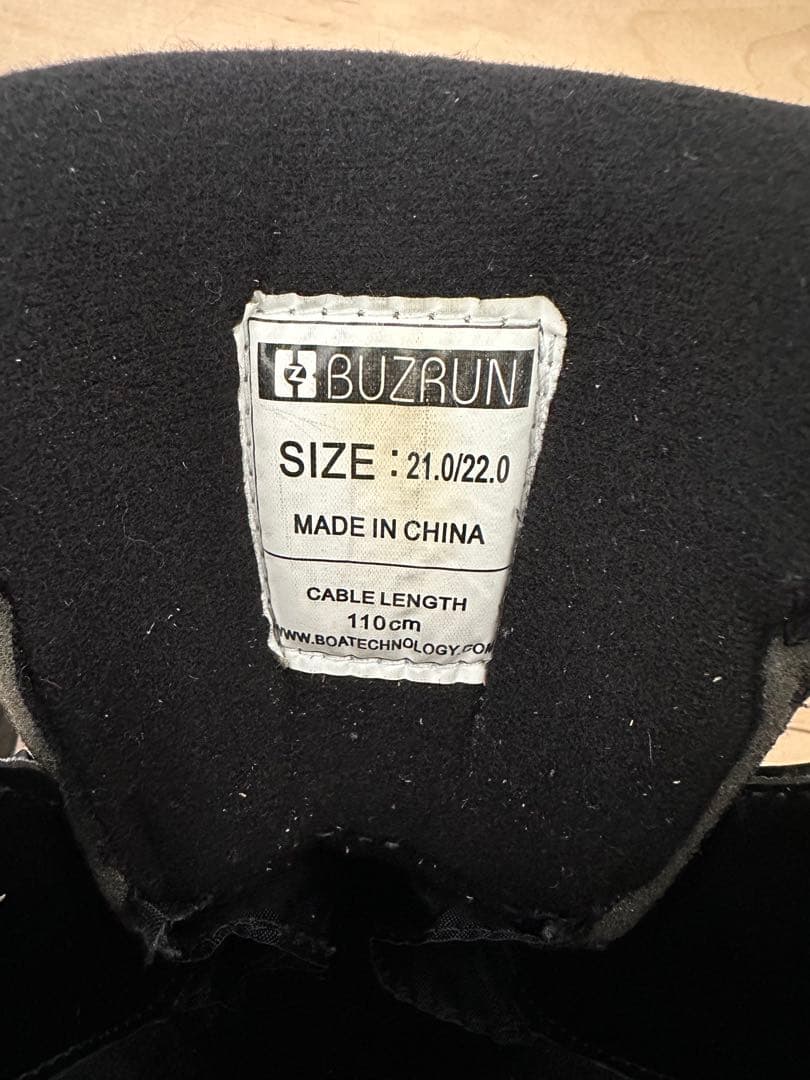 Z BUZRUN
SIZE : 21.0/22.0
MADE IN CHINA
CABLE LENGTH
110cm
WWW.BOATECHNOLOGY.COM